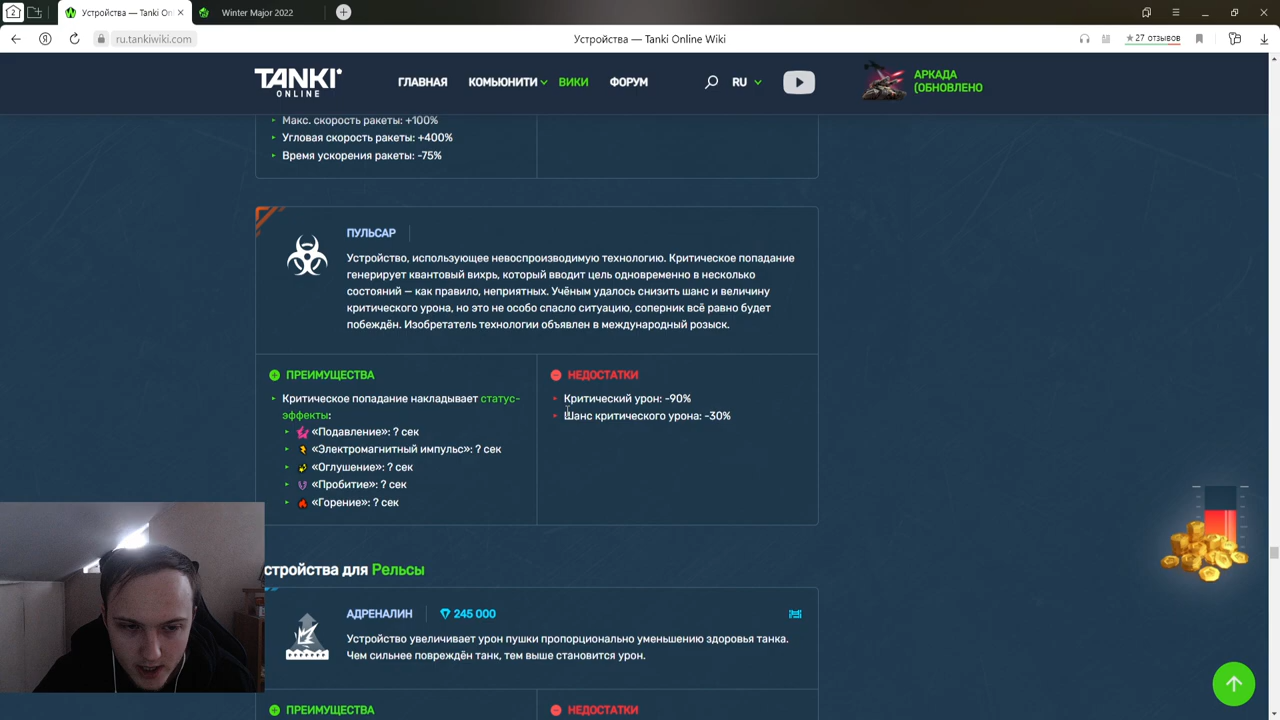 2
Устройства — Tanki On
Winter Major 2022
ru.tankiwiki.com
Устройства — Tanki Online Wiki
27 отзывов
TANKI
ONLINE
ГЛАВНАЯ
КОМЬЮНИТИ
ВИКИ
ФОРУМ
RU
АРКАДА
(ОБНОВЛЕНО
Макс. скорость ракеты: +100%
Угловая скорость ракеты: +400%
Время ускорения ракеты: -75%
ПУЛЬСАР
Устройство, использующее невоспроизводимую технологию. Критическое попадание
генерирует квантовый вихрь, который вводит цель одновременно в несколько
состояний — как правило, неприятных. Учёным удалось снизить шанс и величину
критического урона, но это не особо спасло ситуацию, соперник всё равно будет
побеждён. Изобретатель технологии объявлен в международный розыск.
ПРЕИМУЩЕСТВА
Критическое попадание накладывает статус-
эффекты:
«Подавление»: ? сек
«Электромагнитный импульс»: ? сек
«Оглушение»: ? сек
«Пробитие»: ? сек
«Горение»: ? сек
НЕДОСТАТКИ
Критический урон: -90%
Шанс критического урона: -30%
стройства для Рельсы
АДРЕНАЛИН
245 000
Устройство увеличивает урон пушки пропорционально уменьшению здоровья танка.
Чем сильнее повреждён танк, тем выше становится урон.
ПРЕИМУЩЕСТВА
НЕДОСТАТКИ